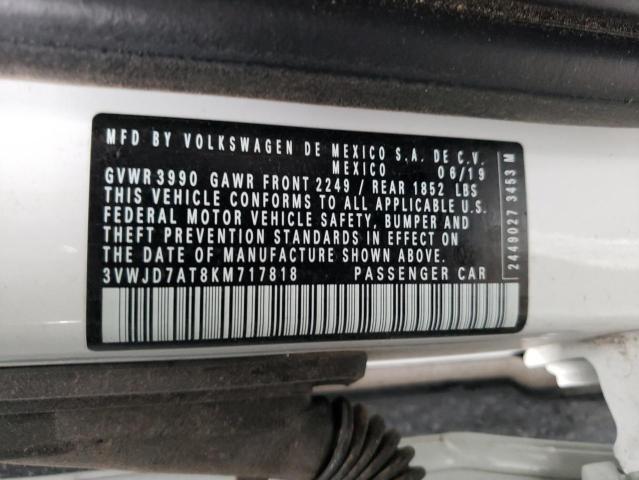 MFD BY VOLKSWAGEN DE MEXICO S.A. DE C.V.
MEXICO 06/19
GVWR 3990 GAWR FRONT 2249 / REAR 1852 LBS
THIS VEHICLE CONFORMS TO ALL APPLICABLE U.S.
FEDERAL MOTOR VEHICLE SAFETY, BUMPER AND
THEFT PREVENTION STANDARDS IN EFFECT ON
THE DATE OF MANUFACTURE SHOWN ABOVE.
3VWJD7AT8KM717818 PASSENGER CAR
2449027 3453 M